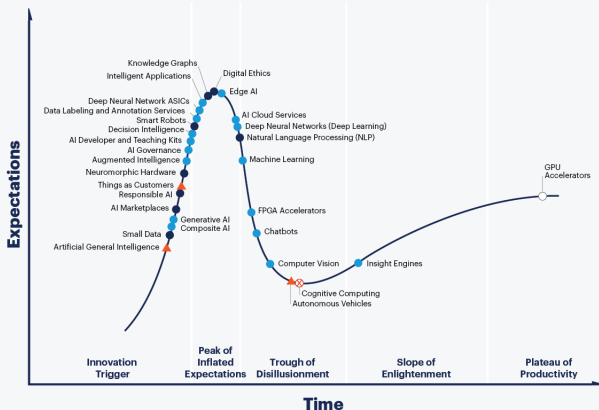 Knowledge Graphs
Intelligent Applications
Digital Ethics
Edge AI
Deep Neural Network ASICs
Data Labeling and Annotation Services
Smart Robots
Decision Intelligence
AI Developer and Teaching Kits
AI Governance
Augmented Intelligence
Neuromorphic Hardware
Things as Customers
Responsible AI
AI Marketplaces
Generative AI
Composite AI
Small Data
Artificial General Intelligence
AI Cloud Services
Deep Neural Networks (Deep Learning)
Natural Language Processing (NLP)
Machine Learning
FPGA Accelerators
Chatbots
Computer Vision
Cognitive Computing
Autonomous Vehicles
Insight Engines
GPU
Accelerators
Expectations
Innovation
Trigger
Peak of
Inflated
Expectations
Trough of
Disillusionment
Slope of
Enlightenment
Plateau of
Productivity
Time